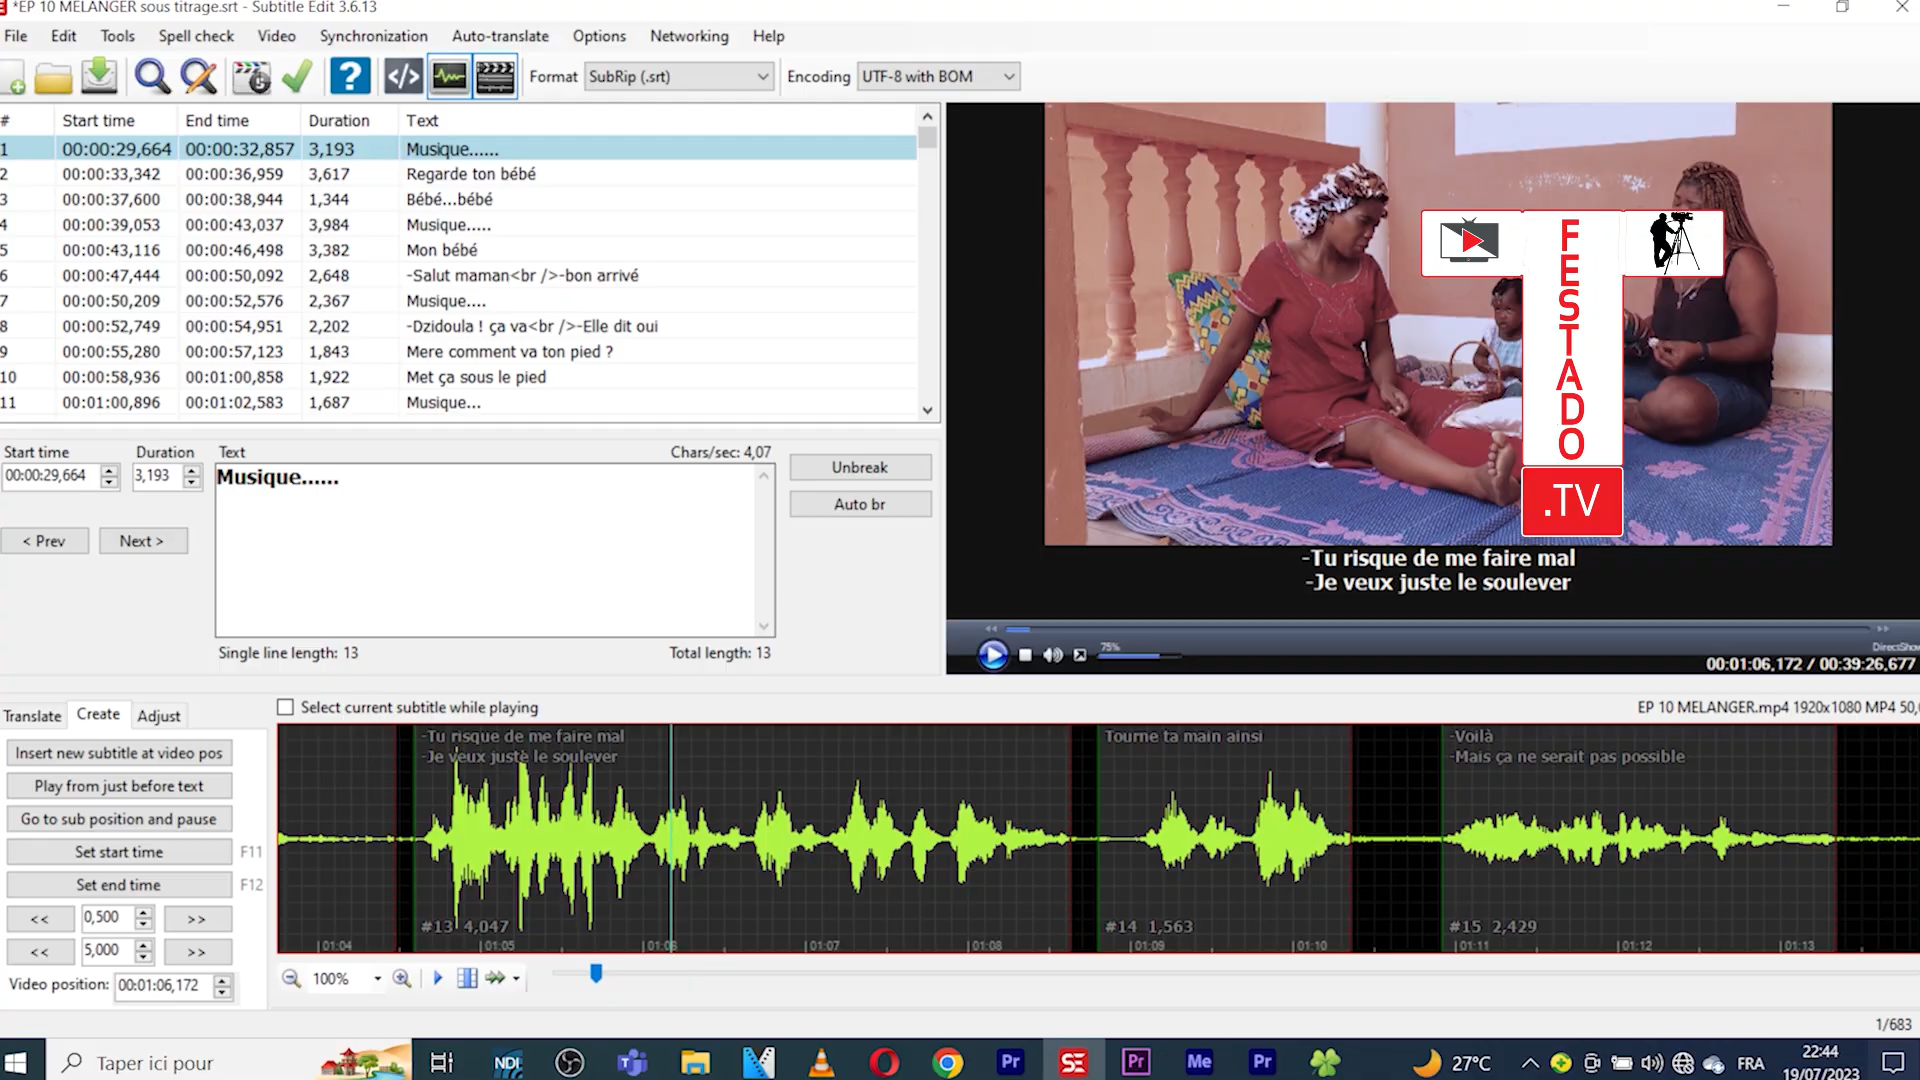 *EP 10 MELANGER sous titrage.srt - Subtitle Edit 3.6.13
File Edit Tools Spell check Video Synchronization Auto-translate Options Networking Help
Format SubRip (.srt) Encoding UTF-8 with BOM
# Start time End time Duration Text
1 00:00:29,664 00:00:32,857 3,193 Musique......
2 00:00:33,342 00:00:36,959 3,617 Regarde ton bébé
3 00:00:37,600 00:00:38,944 1,344 Bébé...bébé
4 00:00:39,053 00:00:43,037 3,984 Musique.....
5 00:00:43,116 00:00:46,498 3,382 Mon bébé
6 00:00:47,444 00:00:50,092 2,648 -Salut maman<br />-bon arrivé
7 00:00:50,209 00:00:52,576 2,367 Musique....
8 00:00:52,749 00:00:54,951 2,202 -Dzidoula ! ça va<br />-Elle dit oui
9 00:00:55,280 00:00:57,123 1,843 Mere comment va ton pied ?
10 00:00:58,936 00:01:00,858 1,922 Met ça sous le pied
11 00:01:00,896 00:01:02,583 1,687 Musique...
FESTADO
.TV
-Tu risque de me faire mal
-Je veux juste le soulever
75%
DirectShow
00:01:06,172 / 00:39:26,677
Start time Duration Text Chars/sec: 4,07
00:00:29,664 3,193 Musique......
Unbreak
Auto br
< Prev Next >
Single line length: 13 Total length: 13
Translate Create Adjust
Select current subtitle while playing
EP 10 MELANGER.mp4 1920x1080 MP4 50,0
Insert new subtitle at video pos
Play from just before text
Go to sub position and pause
Set start time F11
Set end time F12
<< 0,500 >>
<< 5,000 >>
Video position: 00:01:06,172
-Tu risque de me faire mal
-Je veux juste le soulever
Tourne ta main ainsi
-Voilà
-Mais ça ne serait pas possible
#13 4,047
#14 1,563
#15 2,429
01:04 01:05 01:06 01:07 01:08 01:09 01:10 01:11 01:12 01:13
100%
1/683
Taper ici pour
NDI
Pr
SE
Pr
Me
Pr
27°C
FRA
22:44
19/07/2023